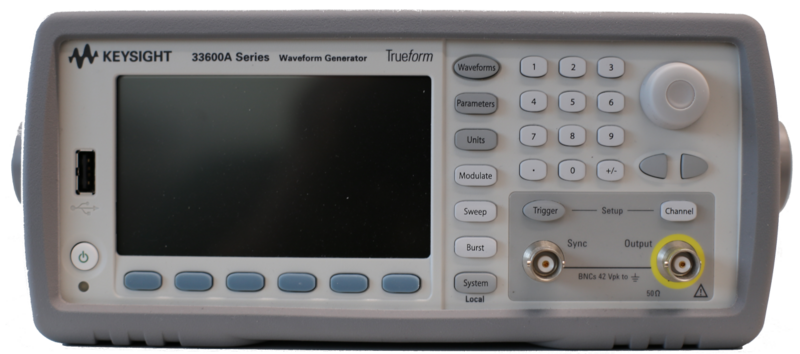 KEYSIGHT 33600A Series Waveform Generator Trueform
Waveforms 1 2 3
Parameters 4 5 6
Units 7 8 9
Modulate . 0 +/-
Sweep Trigger Setup Channel
Burst Sync Output
BNCs 42 Vpk to
System 50Ω
Local